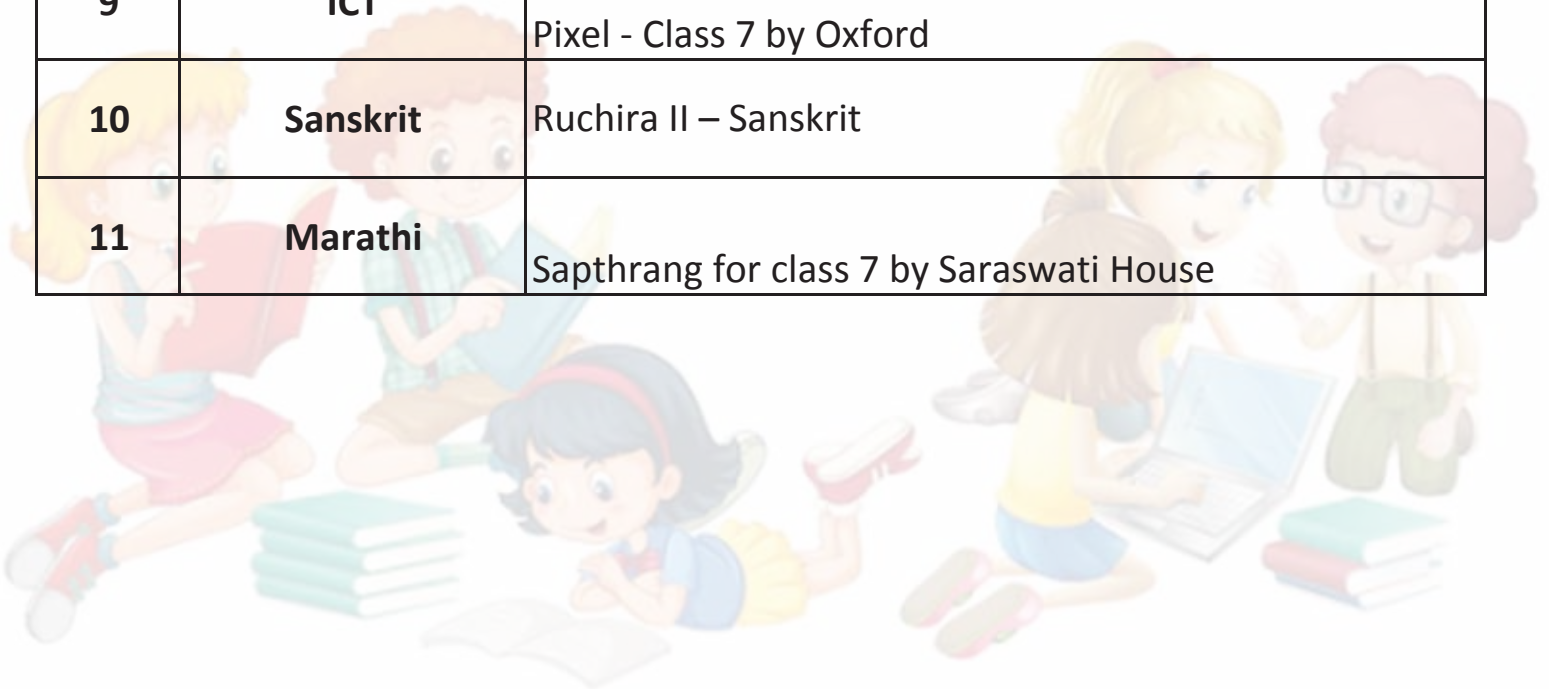 9 ICT Pixel - Class 7 by Oxford
10 Sanskrit Ruchira II – Sanskrit
11 Marathi Sapthrang for class 7 by Saraswati House